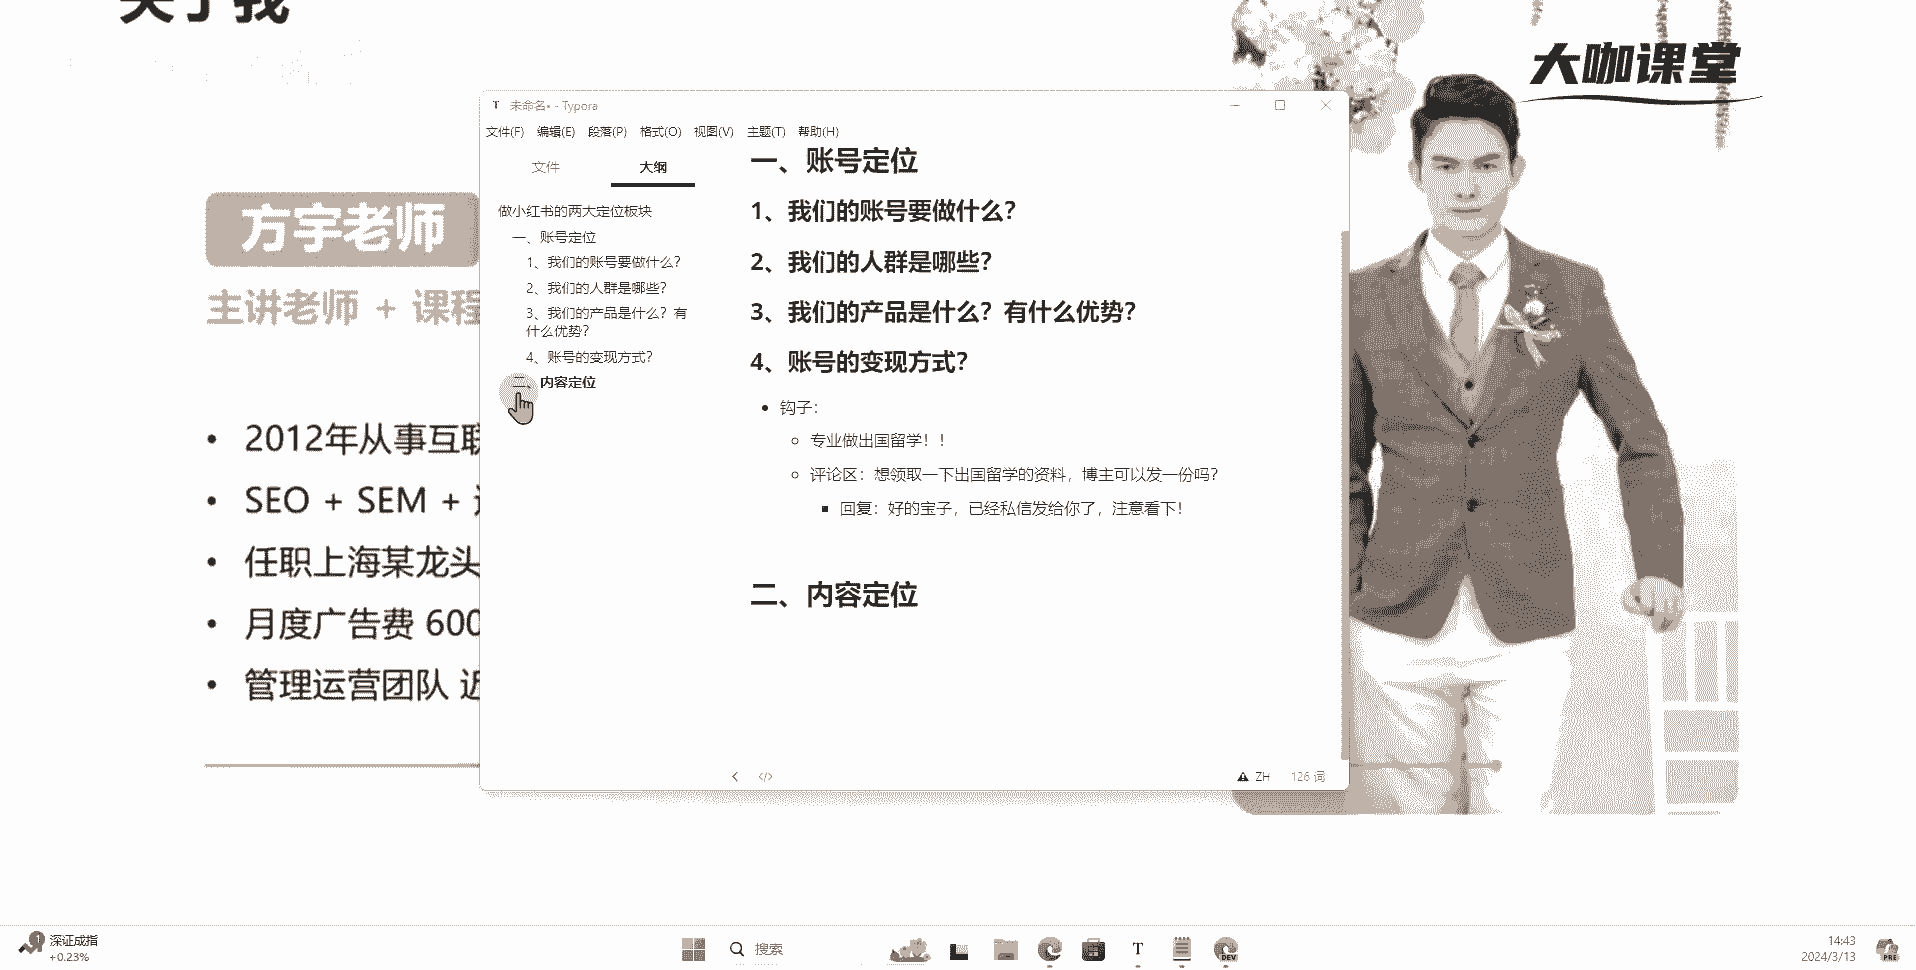 关于我
大咖课堂
方宇老师
主讲老师 + 课程
2012年从事互联
SEO + SEM +
任职上海某龙头
月度广告费 600
管理运营团队 近
未命名• - Typora
文件(F) 编辑(E) 段落(P) 格式(O) 视图(V) 主题(T) 帮助(H)
文件 大纲
做小红书的两大定位板块
一、账号定位
1、我们的账号要做什么？
2、我们的人群是哪些？
3、我们的产品是什么？有
什么优势？
4、账号的变现方式？
二、内容定位
一、账号定位
1、我们的账号要做什么？
2、我们的人群是哪些？
3、我们的产品是什么？有什么优势？
4、账号的变现方式？
钩子：
专业做出国留学！！
评论区：想领取一下出国留学的资料，博主可以发一份吗？
回复：好的宝子，已经私信发给你了，注意看下！
二、内容定位
ZH 126 词
1
深证成指
+0.23%
搜索
T
DEV
14:43
2024/3/13
PRE